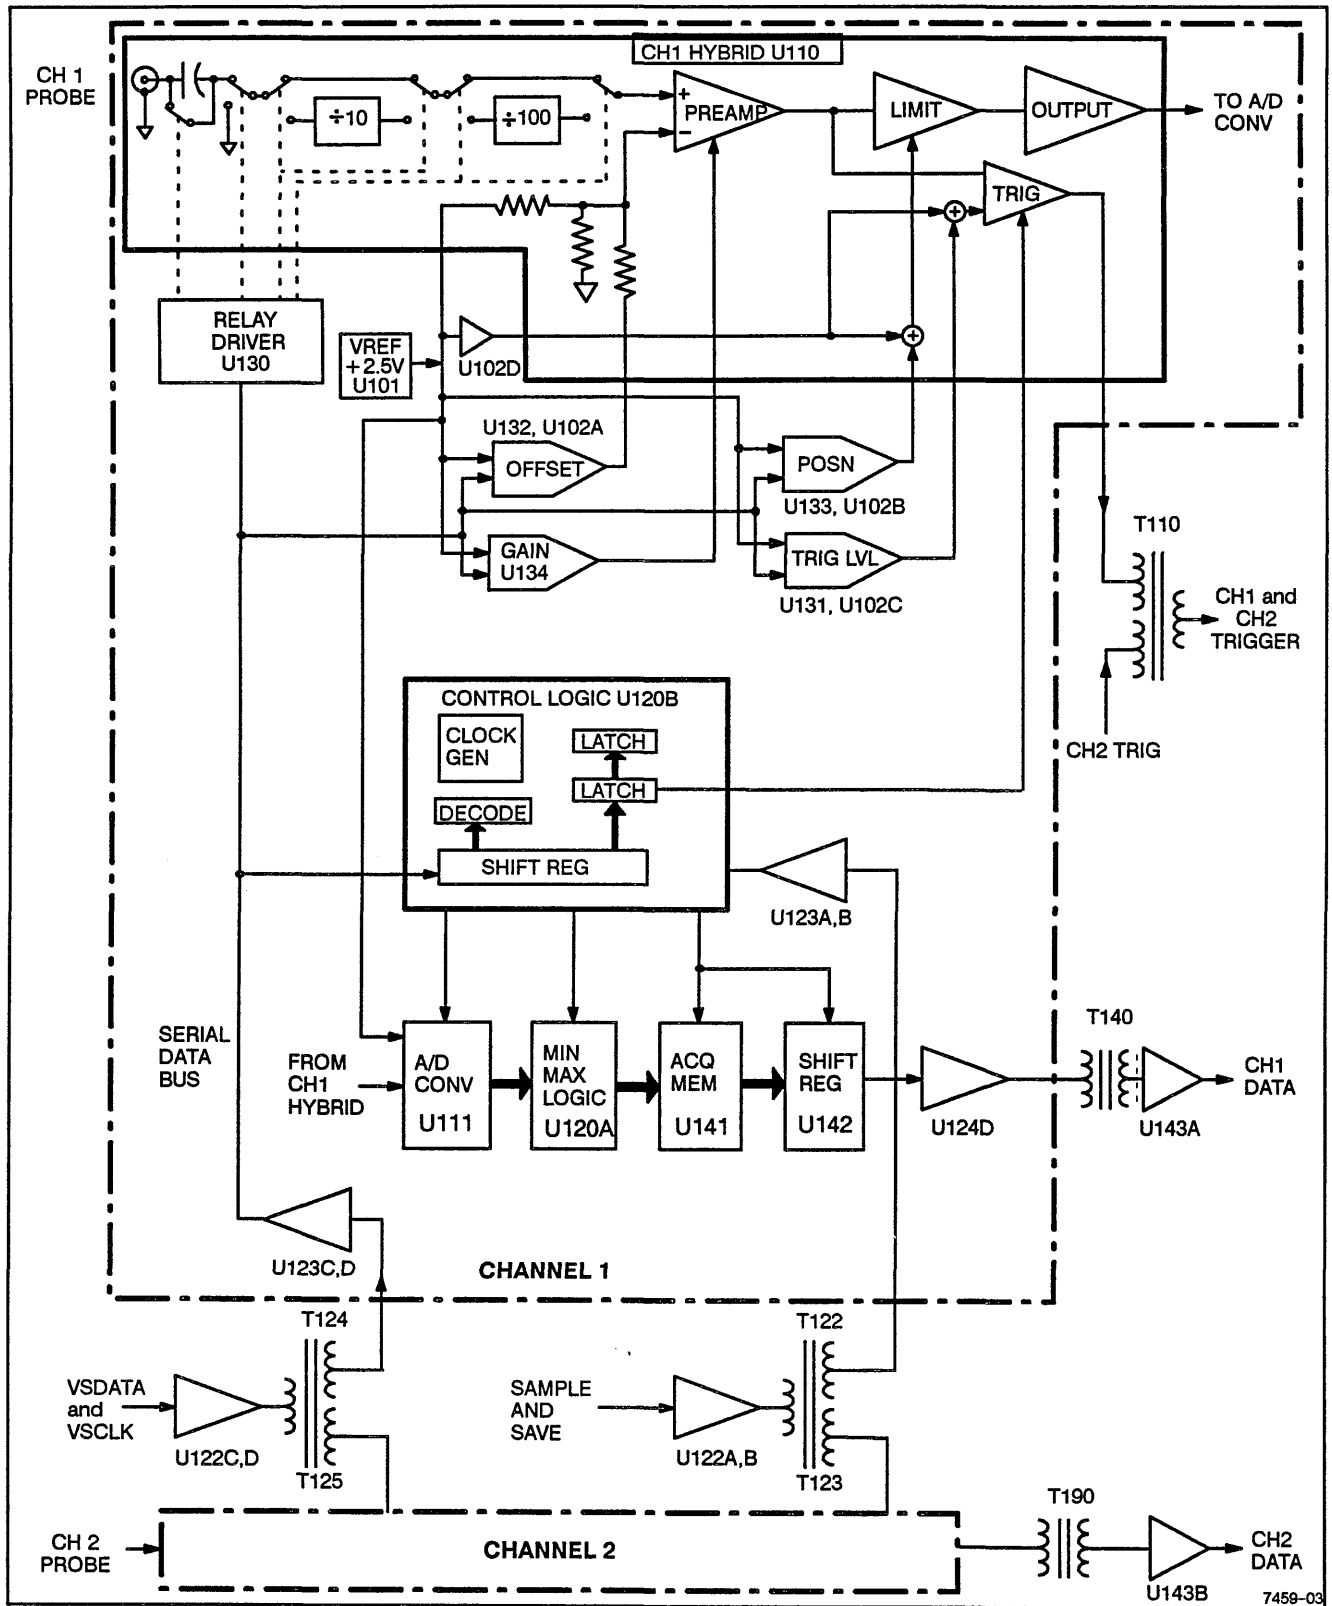 CH1 HYBRID U110
CH 1
PROBE
÷10
÷100
+
−
PREAMP
LIMIT
OUTPUT
TO A/D
CONV
TRIG
+
+
RELAY
DRIVER
U130
VREF
+2.5V
U101
U102D
U132, U102A
OFFSET
POSN
U133, U102B
GAIN
U134
TRIG LVL
U131, U102C
T110
CH1 and
CH2
TRIGGER
CH2 TRIG
CONTROL LOGIC U120B
CLOCK
GEN
LATCH
LATCH
DECODE
SHIFT REG
U123A,B
SERIAL
DATA
BUS
FROM
CH1
HYBRID
A/D
CONV
U111
MIN
MAX
LOGIC
U120A
ACQ
MEM
U141
SHIFT
REG
U142
U124D
T140
U143A
CH1
DATA
U123C,D
CHANNEL 1
T124
T122
VSDATA
and
VSCLK
U122C,D
T125
SAMPLE
AND
SAVE
U122A,B
T123
CH 2
PROBE
CHANNEL 2
T190
U143B
CH2
DATA
7459-03